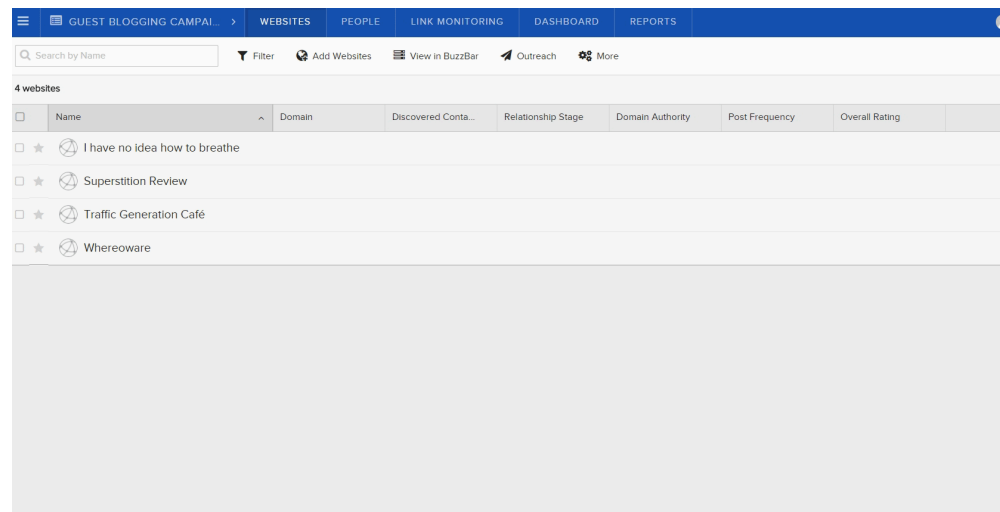 GUEST BLOGGING CAMPAI... > WEBSITES PEOPLE LINK MONITORING DASHBOARD REPORTS
Search by Name Filter Add Websites View in BuzzBar Outreach More
4 websites
Name Domain Discovered Conta... Relationship Stage Domain Authority Post Frequency Overall Rating
I have no idea how to breathe
Superstition Review
Traffic Generation Café
Whereoware